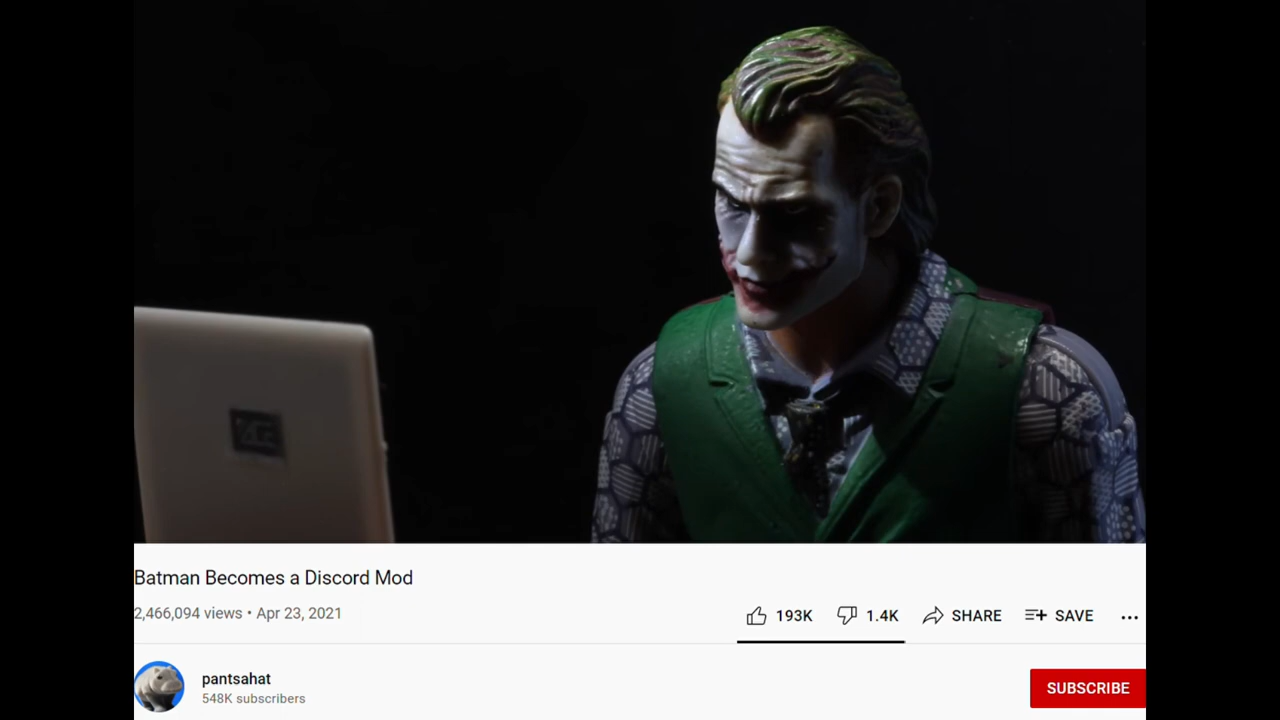 Batman Becomes a Discord Mod
2,466,094 views • Apr 23, 2021
193K
1.4K
SHARE
SAVE
pantsahat
548K subscribers
SUBSCRIBE